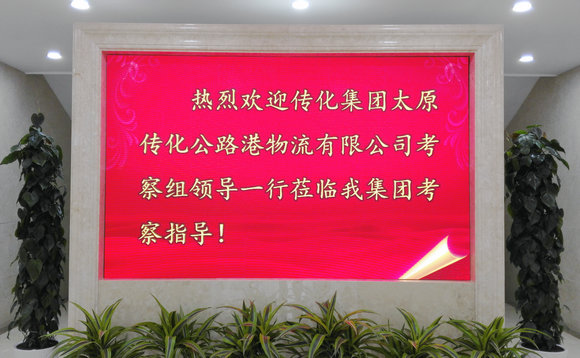 热烈欢迎传化集团太原
传化公路港物流有限公司考
察组领导一行莅临我集团考
察指导！